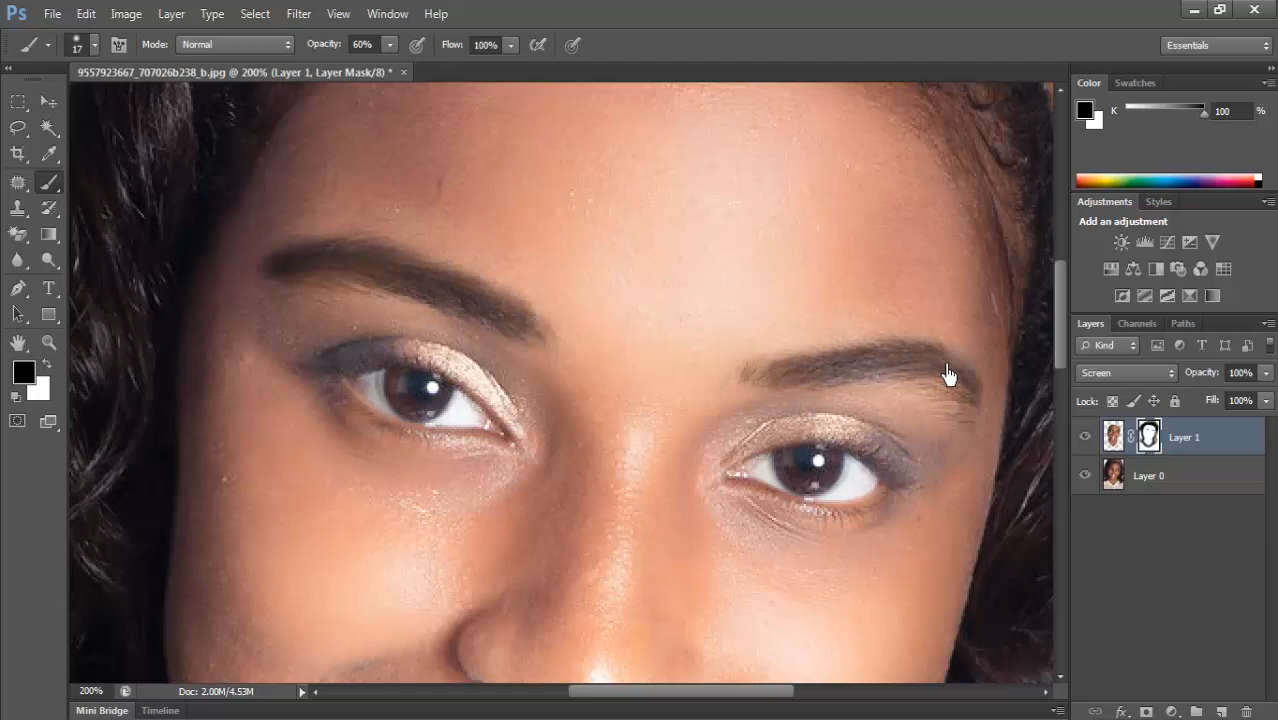 Ps File Edit Image Layer Type Select Filter View Window Help
17 Mode: Normal Opacity: 60% Flow: 100% Essentials
9557923667_707026b238_b.jpg @ 200% (Layer 1, Layer Mask/8) *
Color Swatches
K 100 %
Adjustments Styles
Add an adjustment
Layers Channels Paths
Kind
Screen Opacity: 100%
Lock: Fill: 100%
Layer 1
Layer 0
200% Doc: 2.00M/4.53M
Mini Bridge Timeline